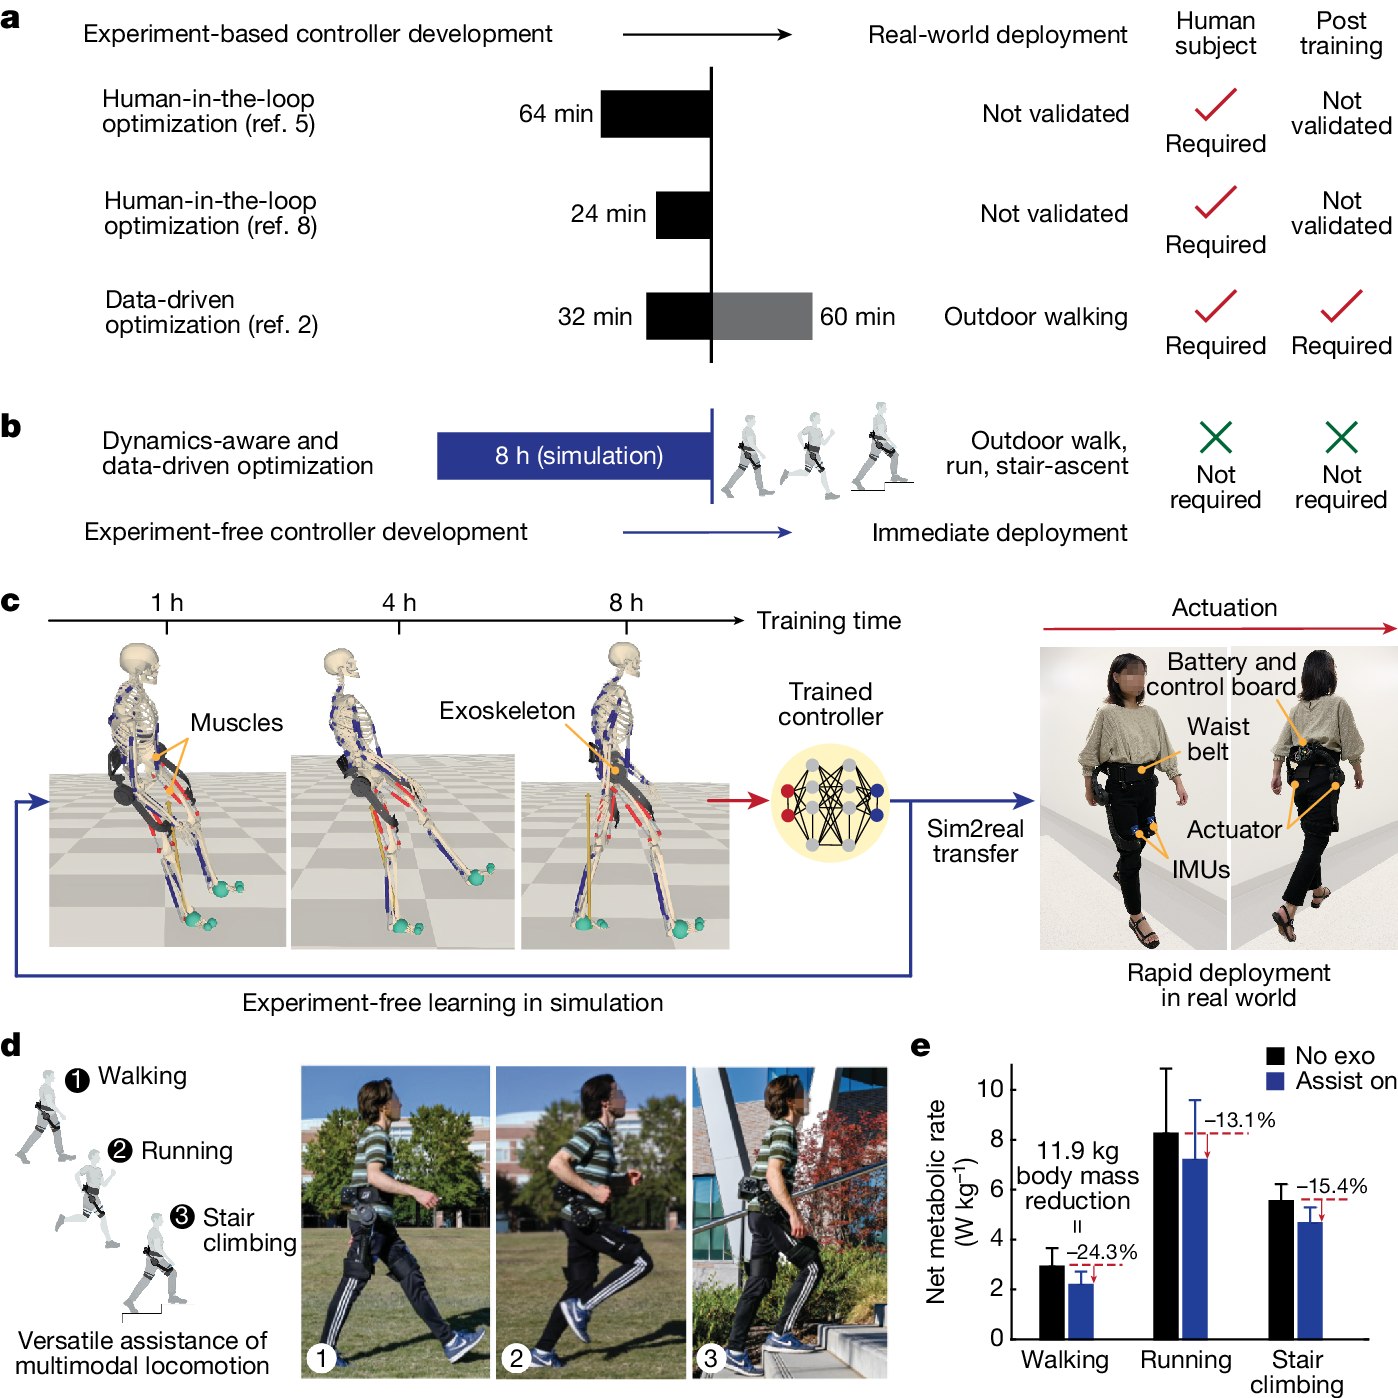 a
Experiment-based controller development
Real-world deployment
Human
subject
Post
training
Human-in-the-loop
optimization (ref. 5)
64 min
Not validated
Required
Not
validated
Human-in-the-loop
optimization (ref. 8)
24 min
Not validated
Required
Not
validated
Data-driven
optimization (ref. 2)
32 min
60 min
Outdoor walking
Required
Required
b
Dynamics-aware and
data-driven optimization
8 h (simulation)
Outdoor walk,
run, stair-ascent
Not
required
Not
required
Experiment-free controller development
Immediate deployment
c
1 h
4 h
8 h
Training time
Muscles
Exoskeleton
Trained
controller
Sim2real
transfer
Actuation
Battery and
control board
Waist
belt
Actuator
IMUs
Experiment-free learning in simulation
Rapid deployment
in real world
d
1 Walking
2 Running
3 Stair
climbing
Versatile assistance of
multimodal locomotion
1
2
3
e
No exo
Assist on
Net metabolic rate
(W kg⁻¹)
10
8
6
4
2
0
11.9 kg
body mass
reduction
=
–24.3%
–13.1%
–15.4%
Walking
Running
Stair
climbing